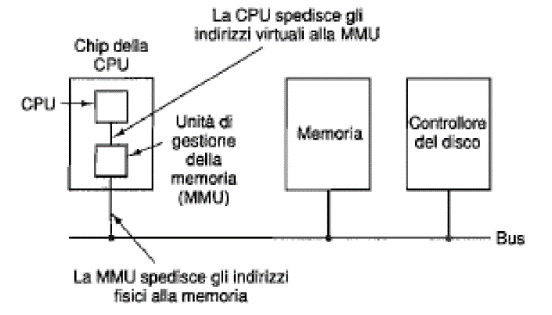 La CPU spedisce gli
indirizzi virtuali alla MMU
Chip della
CPU
CPU
Unità di
gestione
della
memoria
(MMU)
Memoria
Controllore
del disco
Bus
La MMU spedisce gli indirizzi
fisici alla memoria